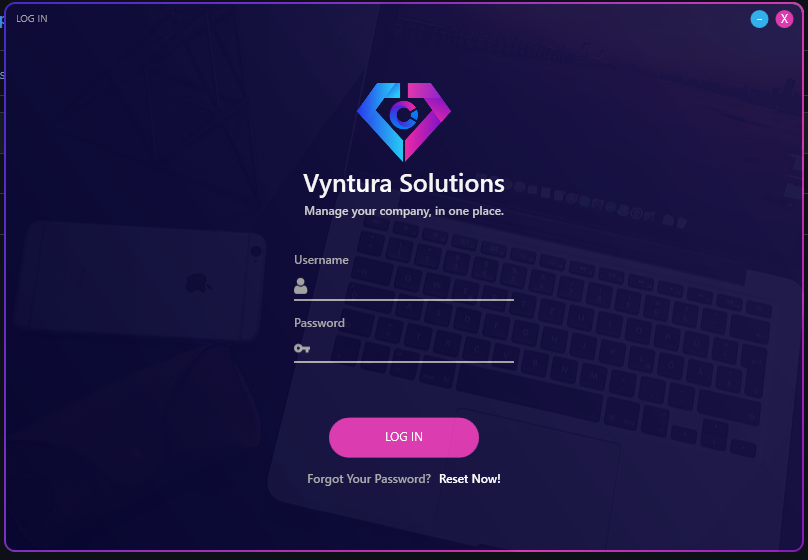 LOG IN
– X
Vyntura Solutions
Manage your company, in one place.
Username
Password
LOG IN
Forgot Your Password? Reset Now!